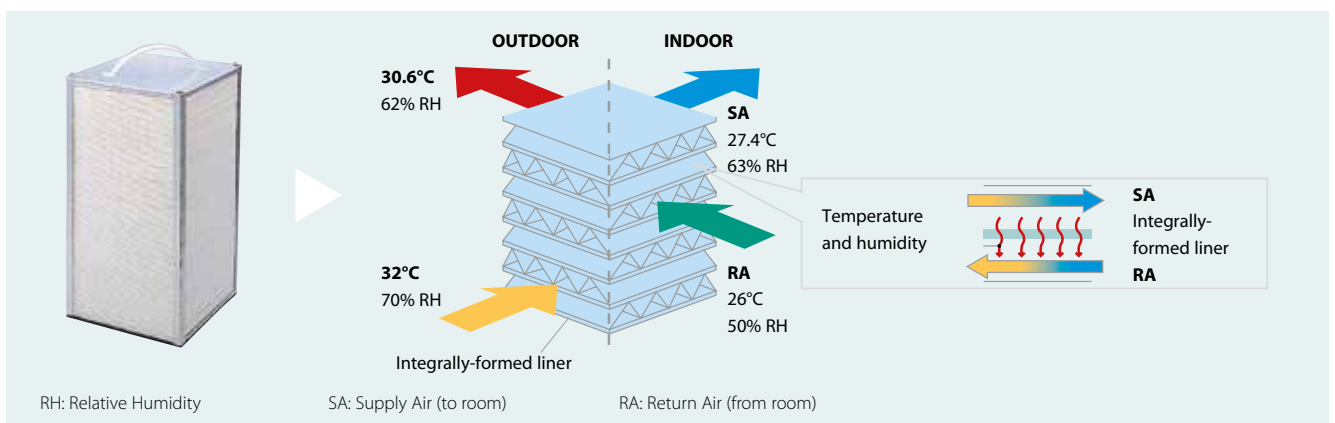 OUTDOOR
INDOOR
30.6°C
62% RH
SA
27.4°C
63% RH
32°C
70% RH
RA
26°C
50% RH
Integrally-formed liner
Temperature
and humidity
SA
Integrally-
formed liner
RA
RH: Relative Humidity
SA: Supply Air (to room)
RA: Return Air (from room)